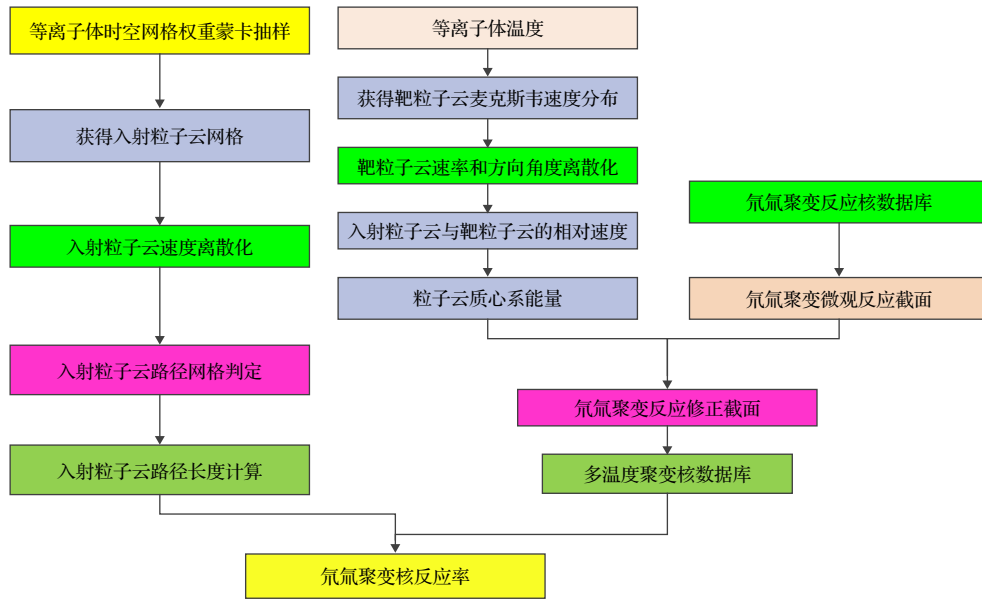 等离子体时空网格权重蒙卡抽样
等离子体温度
获得靶粒子云麦克斯韦速度分布
获得入射粒子云网格
靶粒子云速率和方向角度离散化
氘氚聚变反应核数据库
入射粒子云与靶粒子云的相对速度
入射粒子云速度离散化
粒子云质心系能量
氘氚聚变微观反应截面
入射粒子云路径网格判定
氘氚聚变反应修正截面
入射粒子云路径长度计算
多温度聚变核数据库
氘氚聚变核反应率